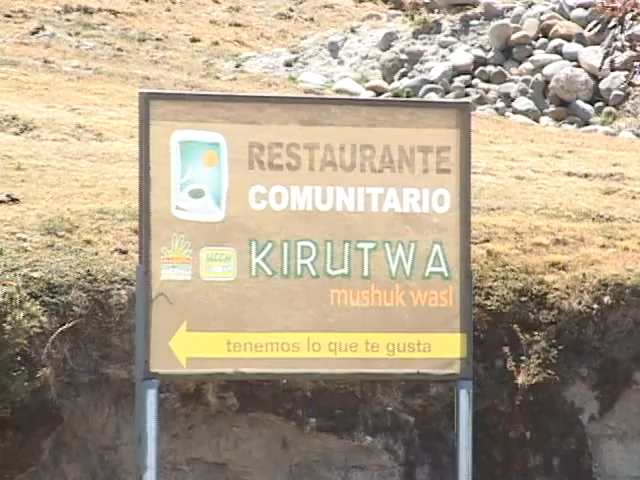 RESTAURANTE
COMUNITARIO
KIRUTWA
mushuk wasi
tenemos lo que te gusta